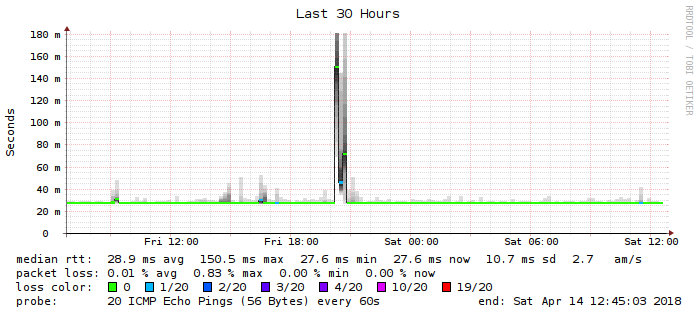 Last 30 Hours
RRDTOOL / TOBI OETIKER
Seconds
180 m
160 m
140 m
120 m
100 m
80 m
60 m
40 m
20 m
0
Fri 12:00 Fri 18:00 Sat 00:00 Sat 06:00 Sat 12:00
median rtt: 28.9 ms avg 150.5 ms max 27.6 ms min 27.6 ms now 10.7 ms sd 2.7 am/s
packet loss: 0.01 % avg 0.83 % max 0.00 % min 0.00 % now
loss color: 0 1/20 2/20 3/20 4/20 10/20 19/20
probe: 20 ICMP Echo Pings (56 Bytes) every 60s end: Sat Apr 14 12:45:03 2018